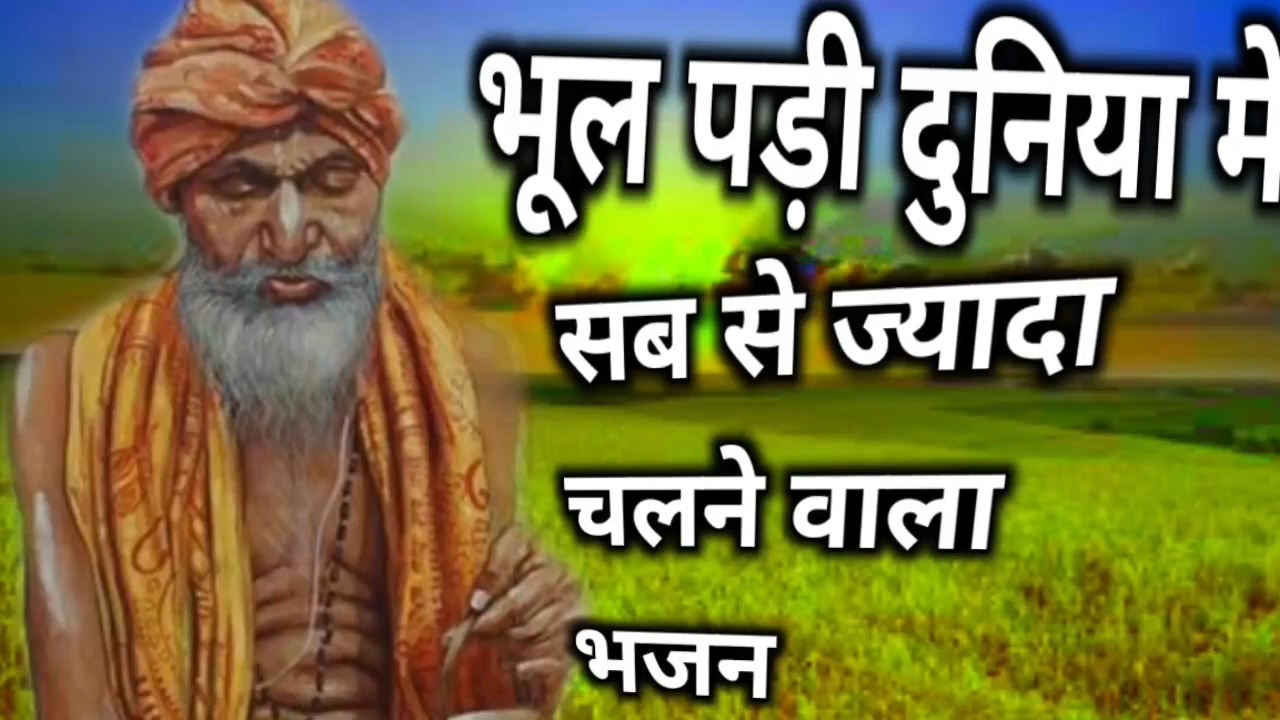 भूल पड़ी दुनिया मे
सब से ज्यादा
चलने वाला
भजन